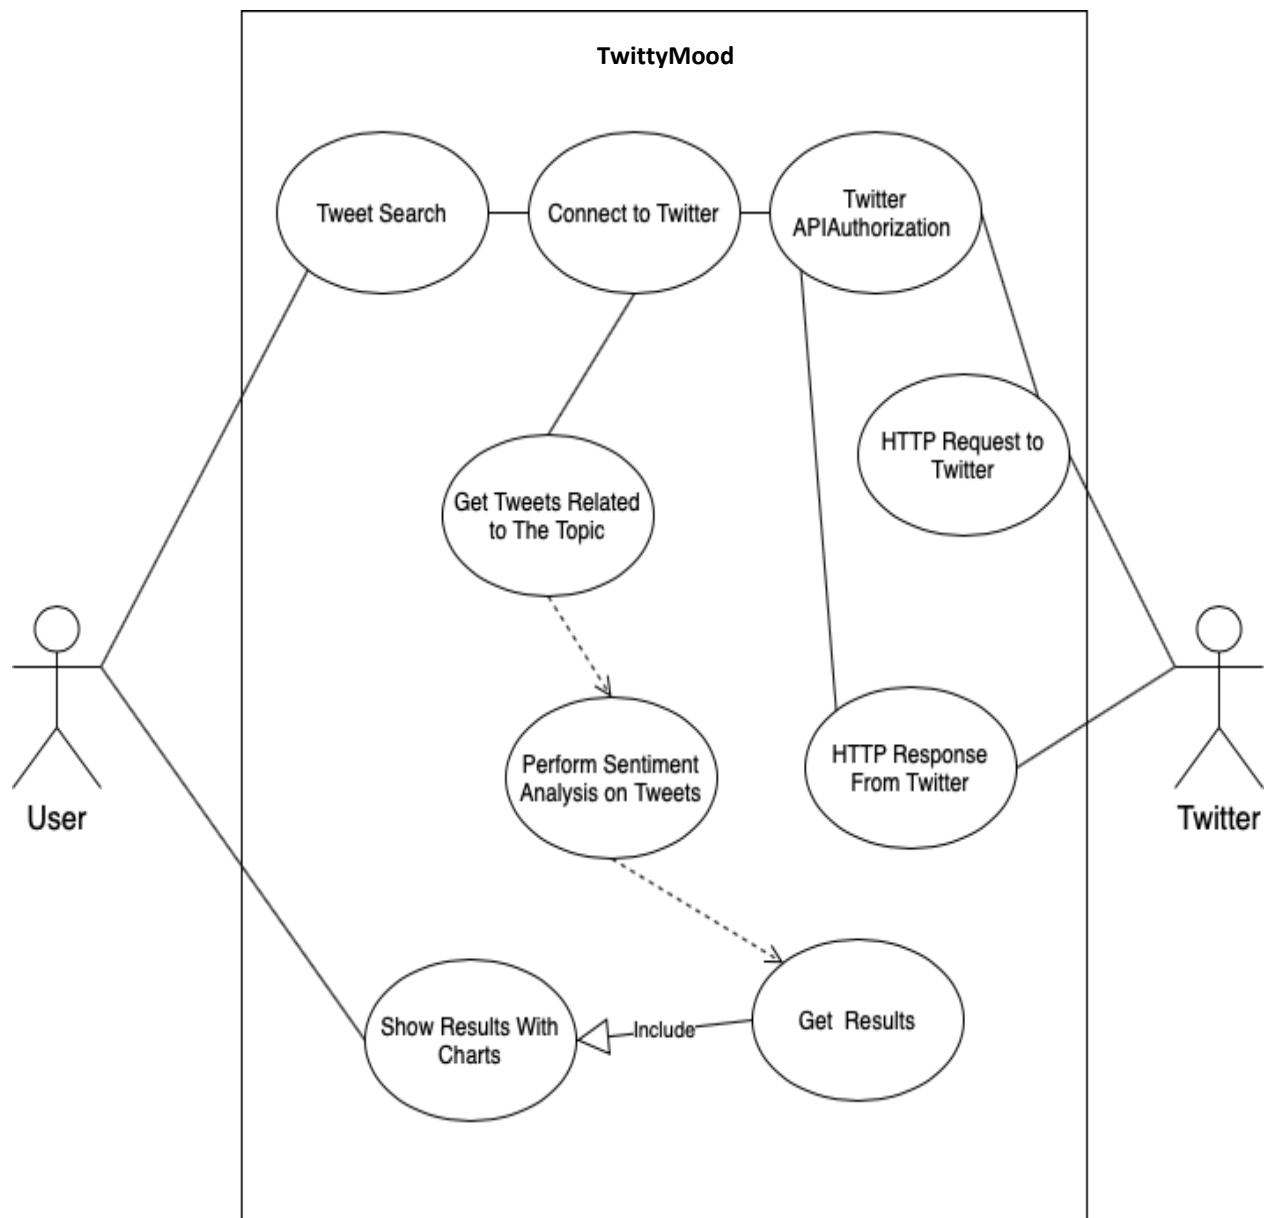 TwittyMood
Tweet Search
Connect to Twitter
Twitter
APIAuthorization
HTTP Request to
Twitter
Get Tweets Related
to The Topic
Perform Sentiment
Analysis on Tweets
HTTP Response
From Twitter
User
Twitter
Show Results With
Charts
Include
Get Results